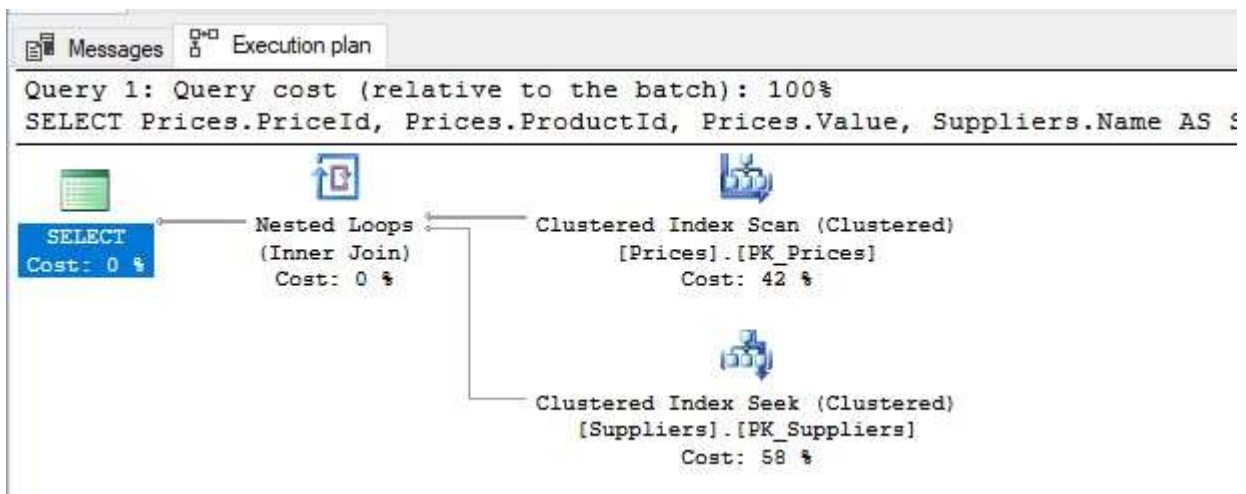 Messages Execution plan
Query 1: Query cost (relative to the batch): 100%
SELECT Prices.PriceId, Prices.ProductId, Prices.Value, Suppliers.Name AS S
SELECT
Cost: 0 %
Nested Loops
(Inner Join)
Cost: 0 %
Clustered Index Scan (Clustered)
[Prices].[PK_Prices]
Cost: 42 %
Clustered Index Seek (Clustered)
[Suppliers].[PK_Suppliers]
Cost: 58 %